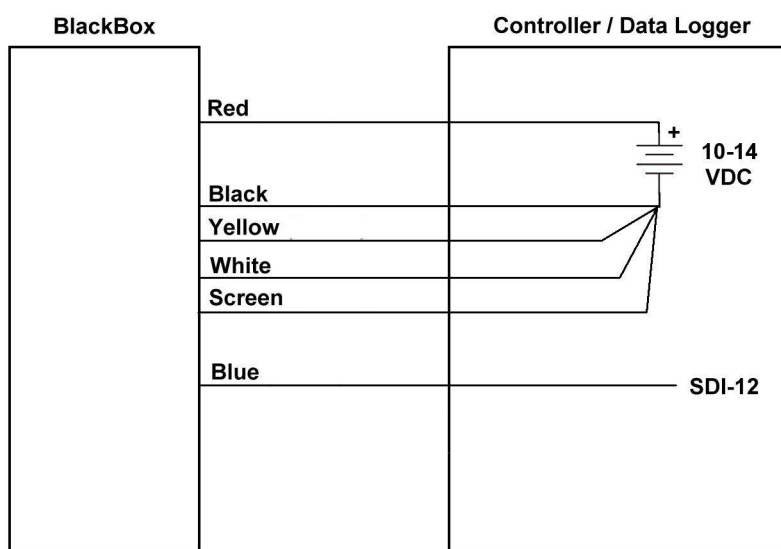 BlackBox
Controller / Data Logger
Red
+
10-14
VDC
Black
Yellow
White
Screen
Blue
SDI-12